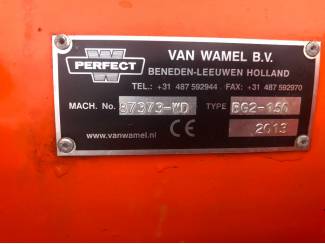 W
PERFECT
VAN WAMEL B.V.
BENEDEN-LEEUWEN HOLLAND
TEL.: +31 487 592944 FAX: +31 487 592970
MACH. No. 87373-WD TYPE BG2-150
www.vanwamel.nl CE 2013